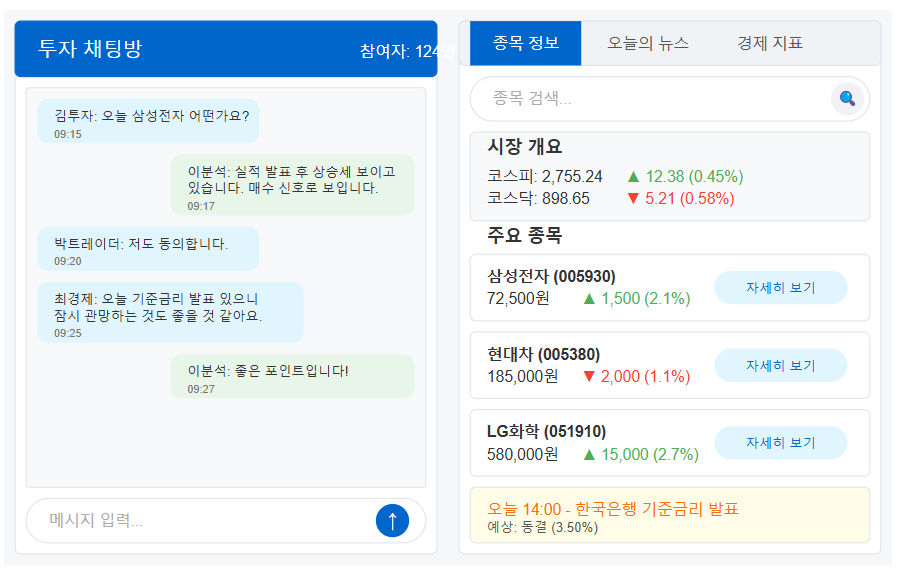 투자 채팅방
참여자: 124명
김투자: 오늘 삼성전자 어떤가요?
09:15
이분석: 실적 발표 후 상승세 보이고
있습니다. 매수 신호로 보입니다.
09:17
박트레이더: 저도 동의합니다.
09:20
최경제: 오늘 기준금리 발표 있으니
잠시 관망하는 것도 좋을 것 같아요.
09:25
이분석: 좋은 포인트입니다!
09:27
메시지 입력...
종목 정보
오늘의 뉴스
경제 지표
종목 검색...
시장 개요
코스피: 2,755.24 ▲ 12.38 (0.45%)
코스닥: 898.65 ▼ 5.21 (0.58%)
주요 종목
삼성전자 (005930)
72,500원 ▲ 1,500 (2.1%)
자세히 보기
현대차 (005380)
185,000원 ▼ 2,000 (1.1%)
자세히 보기
LG화학 (051910)
580,000원 ▲ 15,000 (2.7%)
자세히 보기
오늘 14:00 - 한국은행 기준금리 발표
예상: 동결 (3.50%)